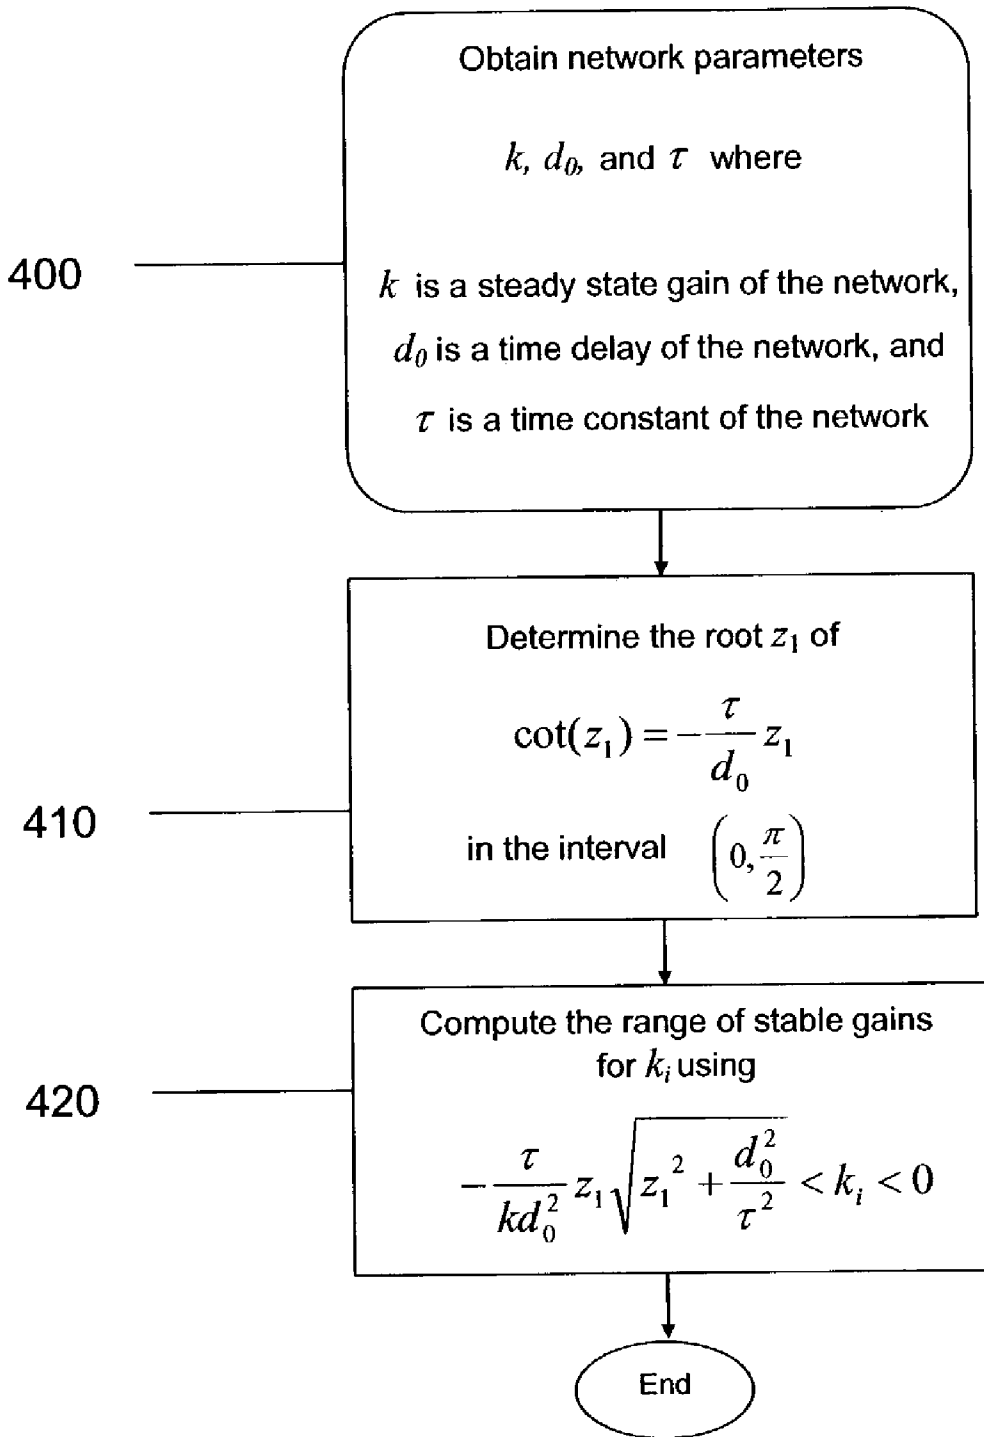 Obtain network parameters
k, d₀, and τ where
400
k is a steady state gain of the network,
d₀ is a time delay of the network, and
τ is a time constant of the network
Determine the root z₁ of
cot(z₁) = −(τ/d₀) z₁
410
in the interval (0, π/2)
Compute the range of stable gains
for kᵢ using
420
−(τ/(kd₀²)) z₁√(z₁² + d₀²/τ²) < kᵢ < 0
End